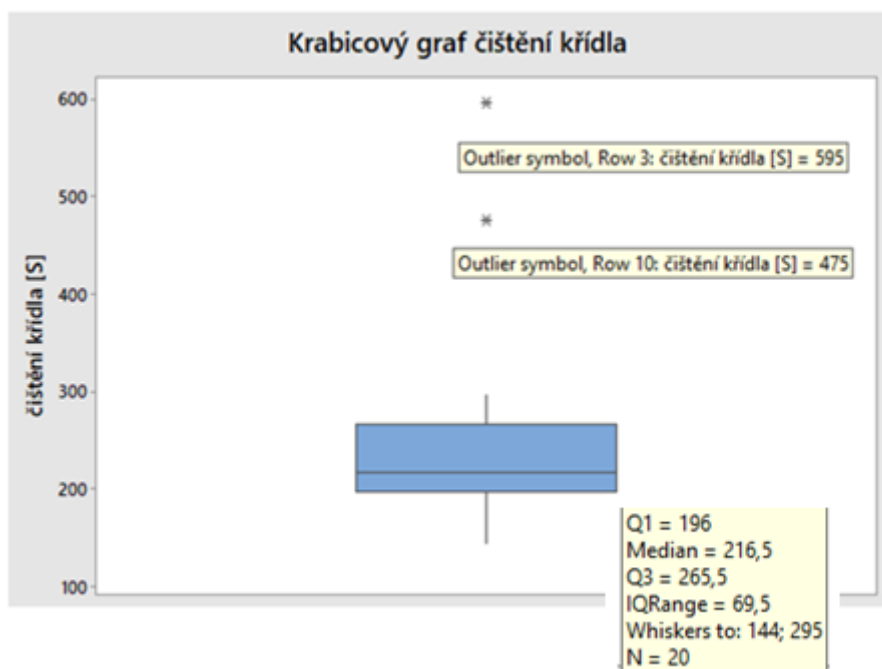 Krabicový graf čištění křídla
čištění křídla [S]
600
500
400
300
200
100
Outlier symbol, Row 3: čištění křídla [S] = 595
Outlier symbol, Row 10: čištění křídla [S] = 475
Q1 = 196
Median = 216,5
Q3 = 265,5
IQRange = 69,5
Whiskers to: 144; 295
N = 20